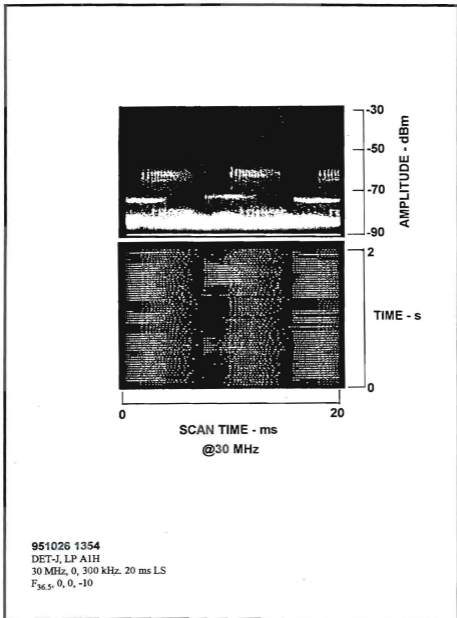 -30
-50
-70
-90
AMPLITUDE - dBm
2
TIME - s
0
0
20
SCAN TIME - ms
@30 MHz
951026 1354
DET-J, LP A1H
30 MHz, 0, 300 kHz. 20 ms LS
F36.5, 0, 0, -10